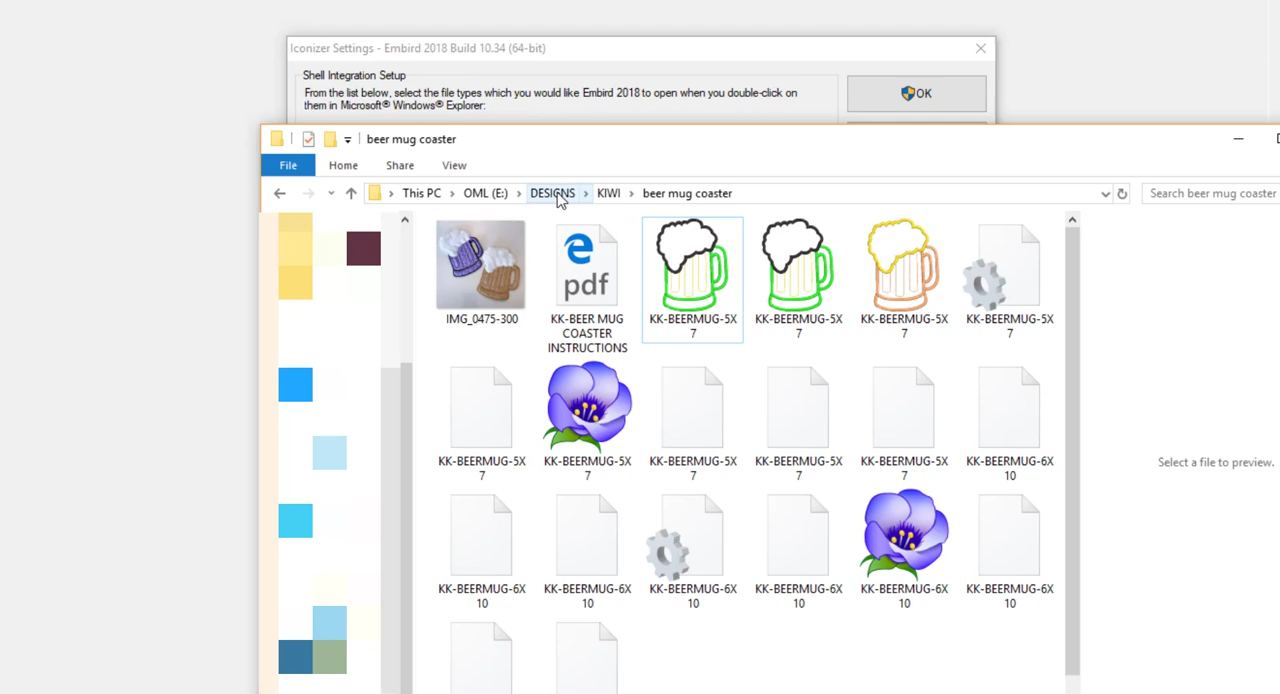 Iconizer Settings - Embird 2018 Build 10.34 (64-bit)
Shell Integration Setup
From the list below, select the file types which you would like Embird 2018 to open when you double-click on
them in Microsoft® Windows® Explorer:
OK
beer mug coaster
File Home Share View
This PC OML (E:) DESIGNS KIWI beer mug coaster
Search beer mug coaster
e
pdf
IMG_0475-300
KK-BEER MUG
COASTER
INSTRUCTIONS
KK-BEERMUG-5X
7
KK-BEERMUG-5X
7
KK-BEERMUG-5X
7
KK-BEERMUG-5X
7
KK-BEERMUG-5X
7
KK-BEERMUG-5X
7
KK-BEERMUG-5X
7
KK-BEERMUG-5X
7
KK-BEERMUG-5X
7
KK-BEERMUG-6X
10
Select a file to preview.
KK-BEERMUG-6X
10
KK-BEERMUG-6X
10
KK-BEERMUG-6X
10
KK-BEERMUG-6X
10
KK-BEERMUG-6X
10
KK-BEERMUG-6X
10